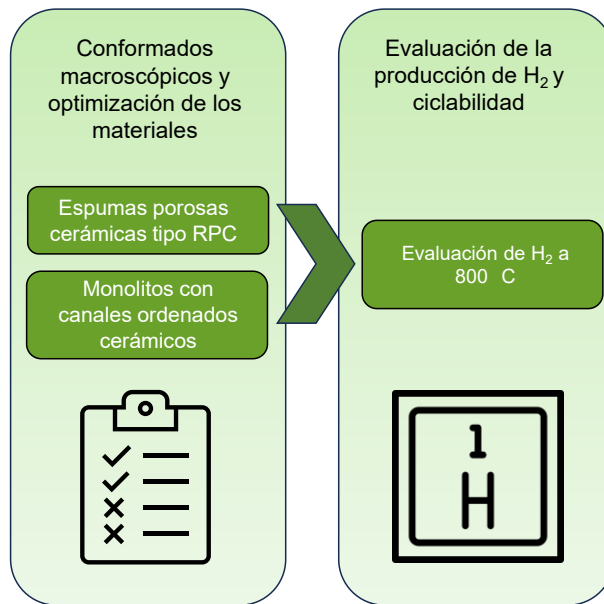 Conformados
macroscópicos y
optimización de los
materiales
Espumas porosas
cerámicas tipo RPC
Monolitos con
canales ordenados
cerámicos
Evaluación de la
producción de H₂ y
ciclabilidad
Evaluación de H₂ a
800 C
1
H